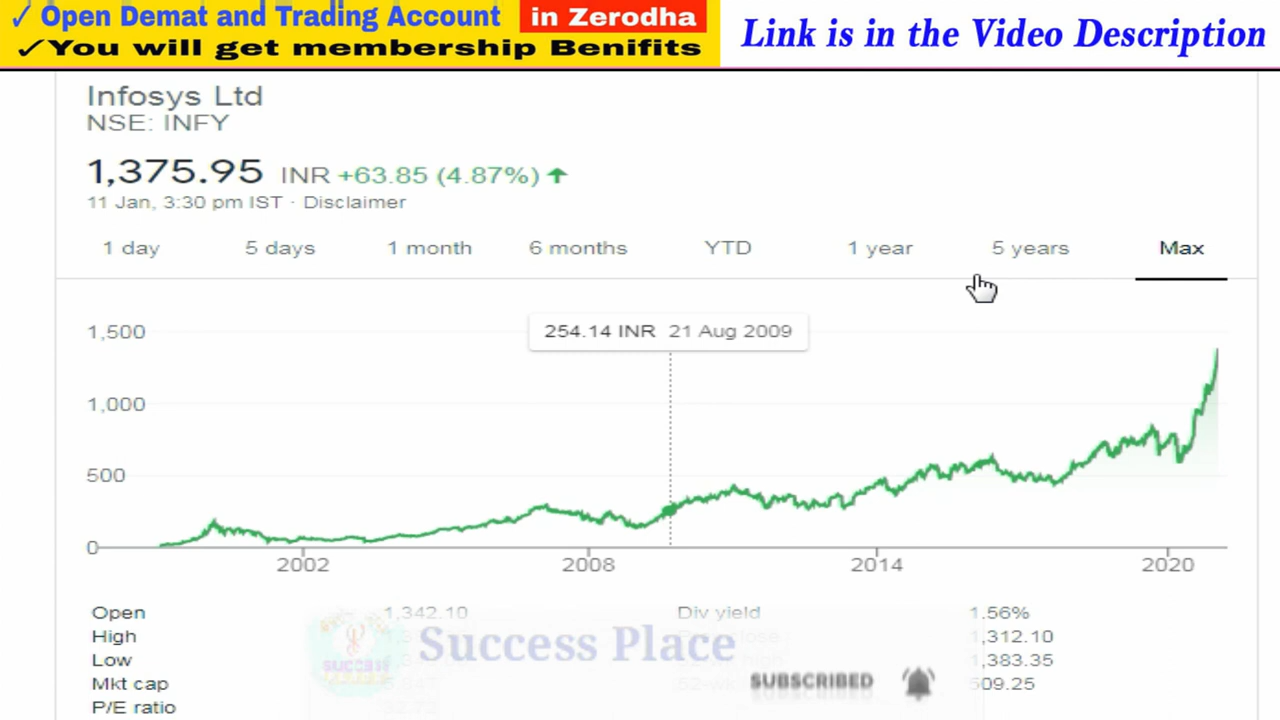 ✓ Open Demat and Trading Account in Zerodha
✓You will get membership Benifits
Link is in the Video Description
Infosys Ltd
NSE: INFY
1,375.95 INR +63.85 (4.87%) ↑
11 Jan, 3:30 pm IST · Disclaimer
1 day 5 days 1 month 6 months YTD 1 year 5 years Max
254.14 INR 21 Aug 2009
1,500
1,000
500
0
2002 2008 2014 2020
Open 1,342.10 Div yield 1.56%
High 1,312.10
Low 1,383.35
Mkt cap 509.25
P/E ratio
Success Place
SUCCESS
SUBSCRIBED